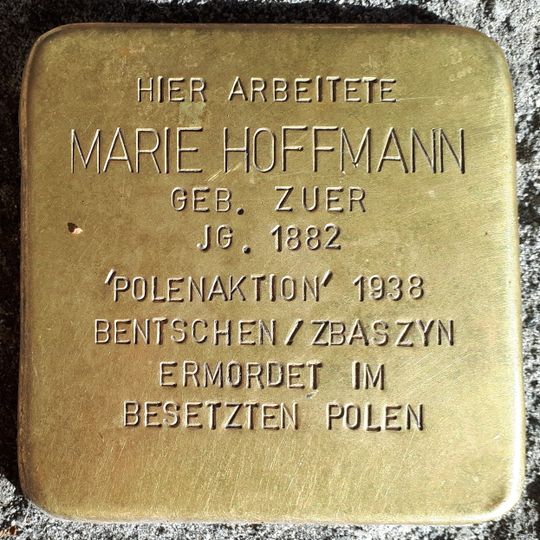 HIER ARBEITETE
MARIE HOFFMANN
GEB. ZUER
JG. 1882
'POLENAKTION' 1938
BENTSCHEN/ZBASZYN
ERMORDET IM
BESETZTEN POLEN